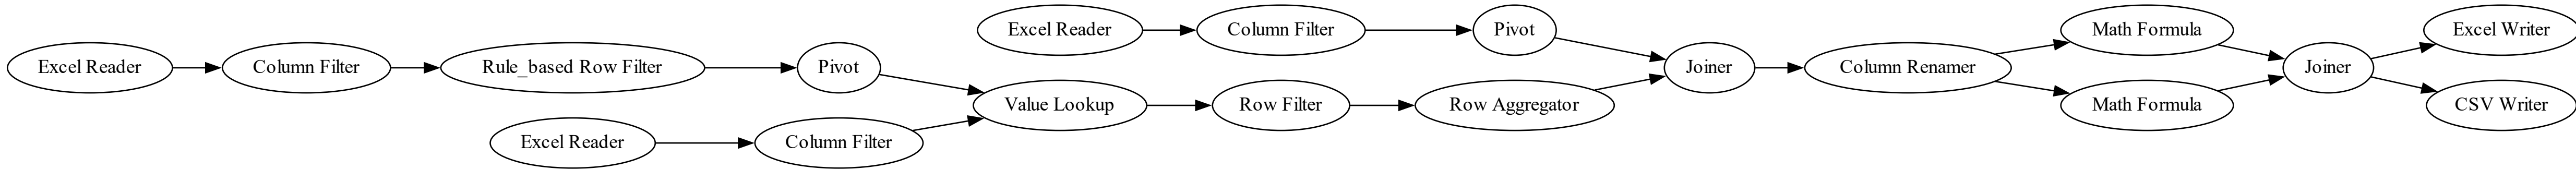 Excel Reader
Column Filter
Pivot
Math Formula
Excel Writer
Excel Reader
Column Filter
Rule_based Row Filter
Pivot
Joiner
Column Renamer
Joiner
Value Lookup
Row Filter
Row Aggregator
Math Formula
CSV Writer
Excel Reader
Column Filter